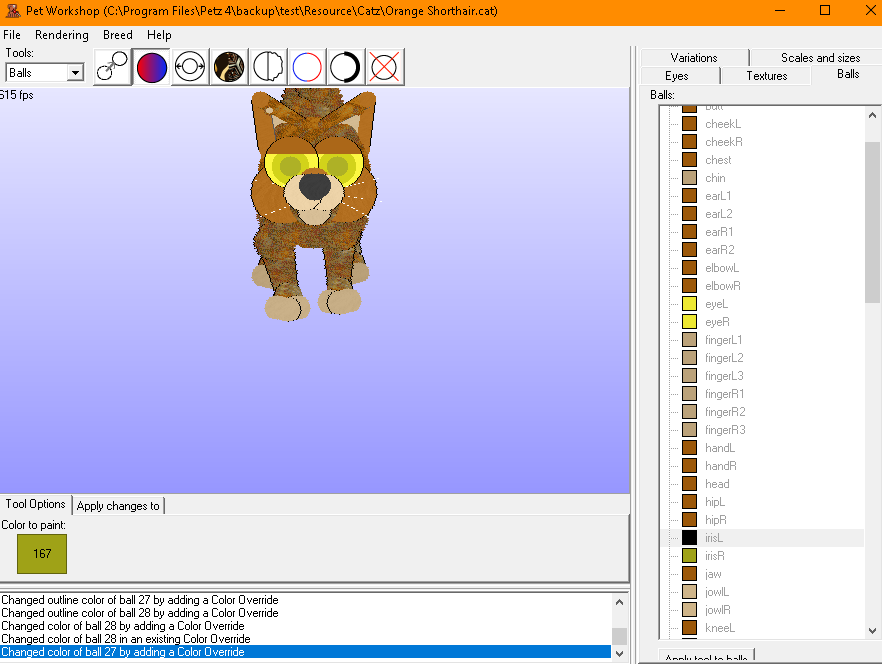 Pet Workshop (C:\Program Files\Petz 4\backup\test\Resource\Catz\Orange Shorthair.cat)
File Rendering Breed Help
Tools:
Balls
615 fps
Variations Scales and sizes
Eyes Textures Balls
Balls:
butt
cheekL
cheekR
chest
chin
earL1
earL2
earR1
earR2
elbowL
elbowR
eyeL
eyeR
fingerL1
fingerL2
fingerL3
fingerR1
fingerR2
fingerR3
handL
handR
head
hipL
hipR
irisL
irisR
jaw
jowlL
jowlR
kneeL
Apply tool to balls
Tool Options Apply changes to
Color to paint:
167
Changed outline color of ball 27 by adding a Color Override
Changed outline color of ball 28 by adding a Color Override
Changed color of ball 28 by adding a Color Override
Changed color of ball 28 in an existing Color Override
Changed color of ball 27 by adding a Color Override